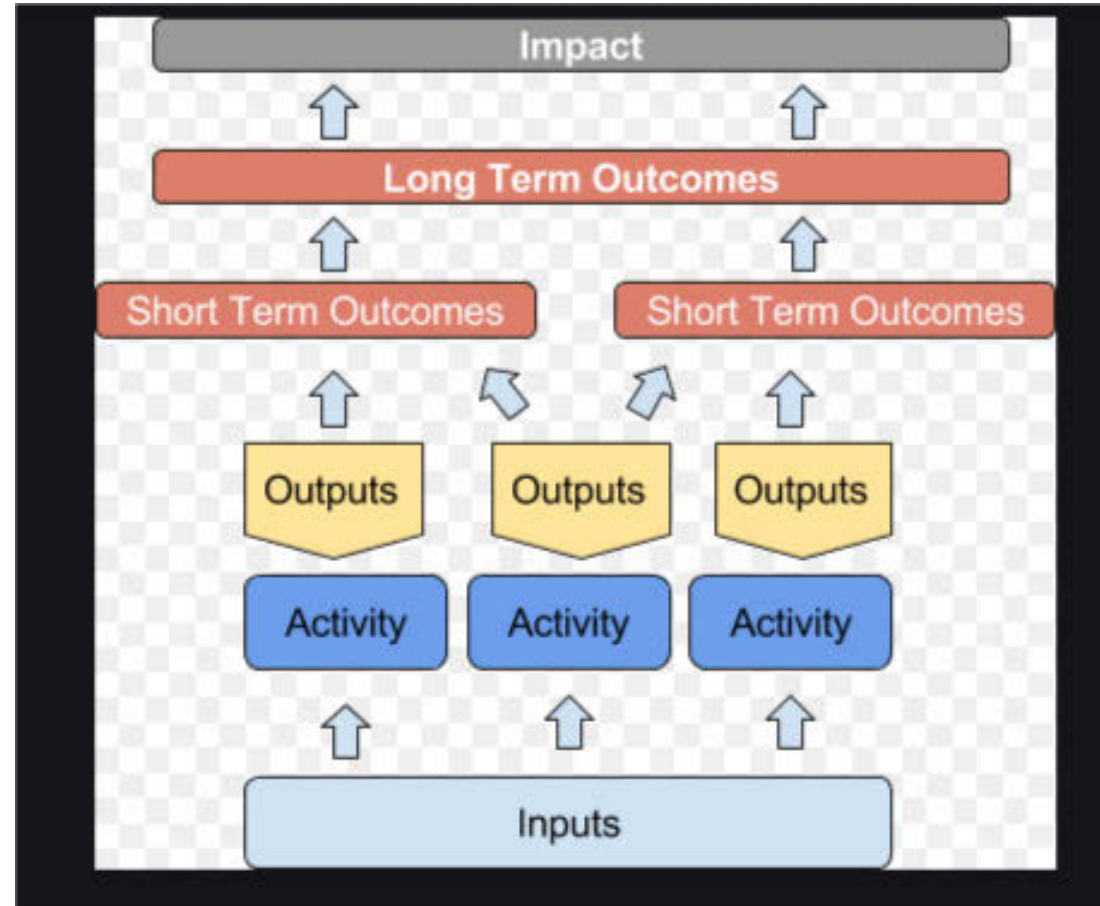 Impact
Long Term Outcomes
Short Term Outcomes
Short Term Outcomes
Outputs
Outputs
Outputs
Activity
Activity
Activity
Inputs